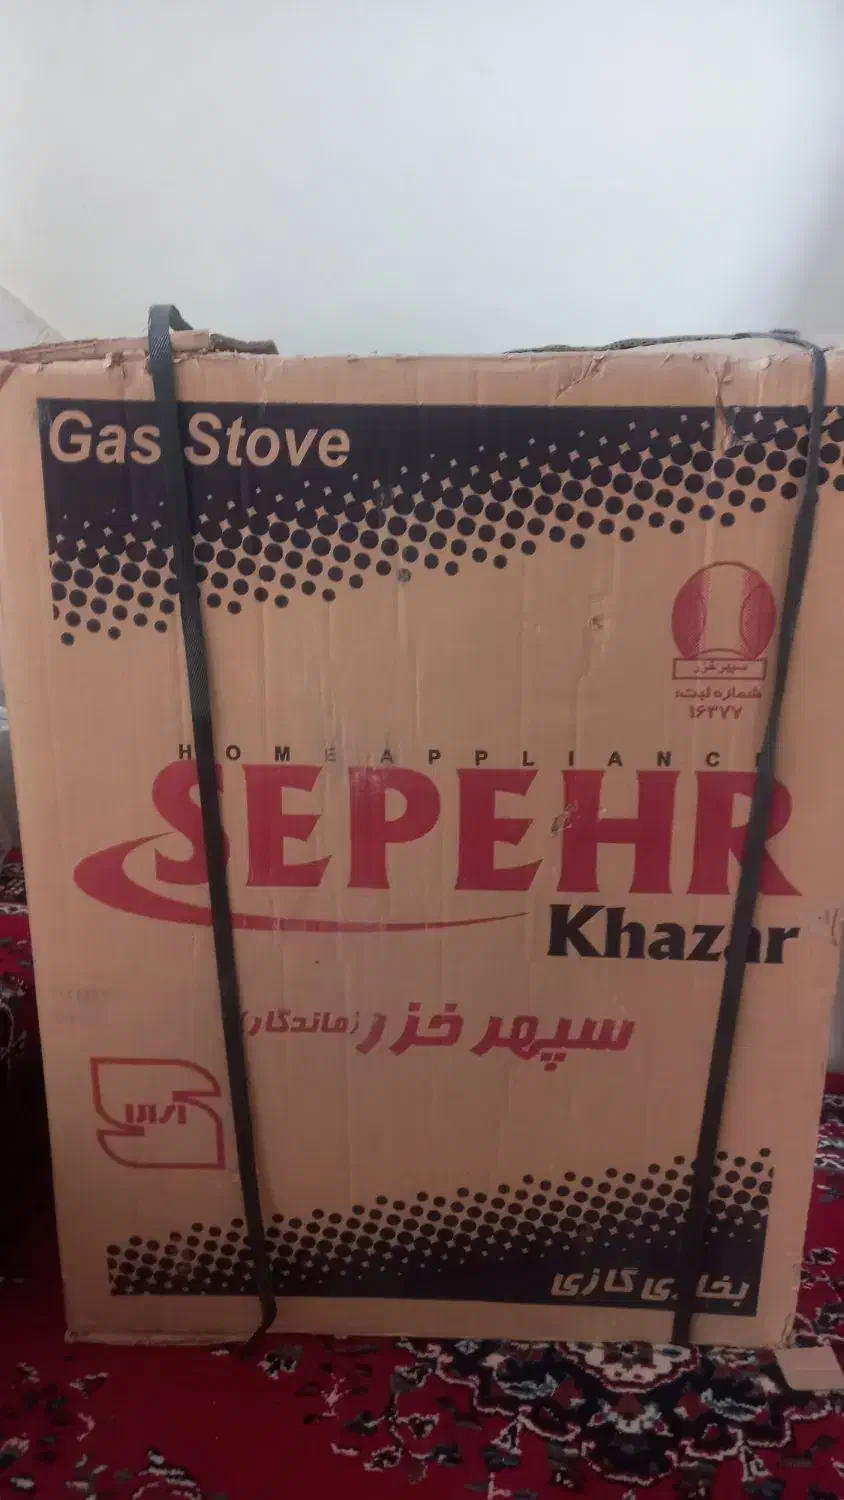 Gas Stove
سپهر خزر
شماره ثبت:
۱۶۳۷۷
HOME APPLIANCE
SEPEHR
Khazar
سپهر خزر (ماندگار)
بخاری گازی